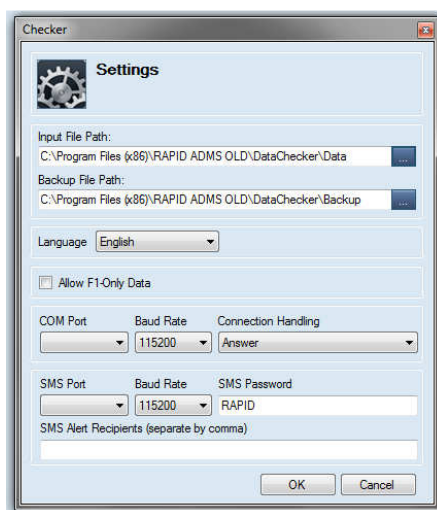 Checker
Settings
Input File Path:
C:\Program Files (x86)\RAPID ADMS OLD\DataChecker\Data ...
Backup File Path:
C:\Program Files (x86)\RAPID ADMS OLD\DataChecker\Backup ...
Language English
Allow F1-Only Data
COM Port Baud Rate Connection Handling
115200 Answer
SMS Port Baud Rate SMS Password
115200 RAPID
SMS Alert Recipients (separate by comma)
OK Cancel